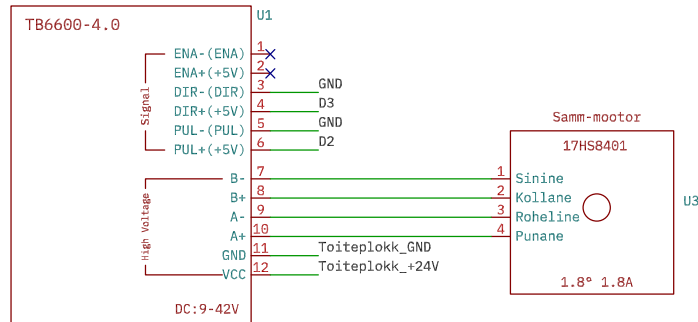 U1
TB6600-4.0
ENA-(ENA) 1
ENA+(+5V) 2
DIR-(DIR) 3 GND
DIR+(+5V) 4 D3
PUL-(PUL) 5 GND
PUL+(+5V) 6 D2
Signal
B- 7
B+ 8
A- 9
A+ 10
GND 11 Toiteplokk_GND
VCC 12 Toiteplokk_+24V
High Voltage
DC:9-42V
Samm-mootor
17HS8401
1 Sinine
2 Kollane
3 Roheline
4 Punane
U3
1.8° 1.8A